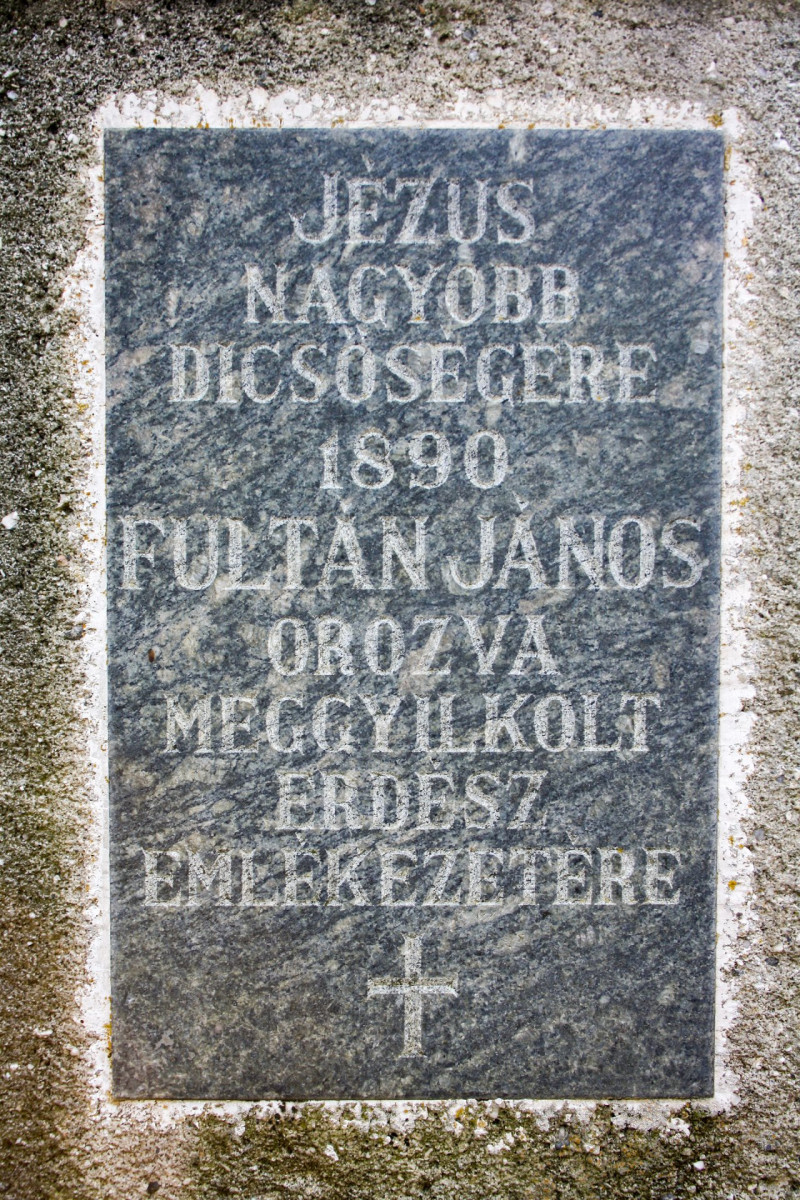 JÉZUS
NAGYOBB
DICSŐSÉGÉRE
1890
FULTÁN JÁNOS
OROZVA
MEGGYILKOLT
ERDÉSZ
EMLÉKEZETÉRE